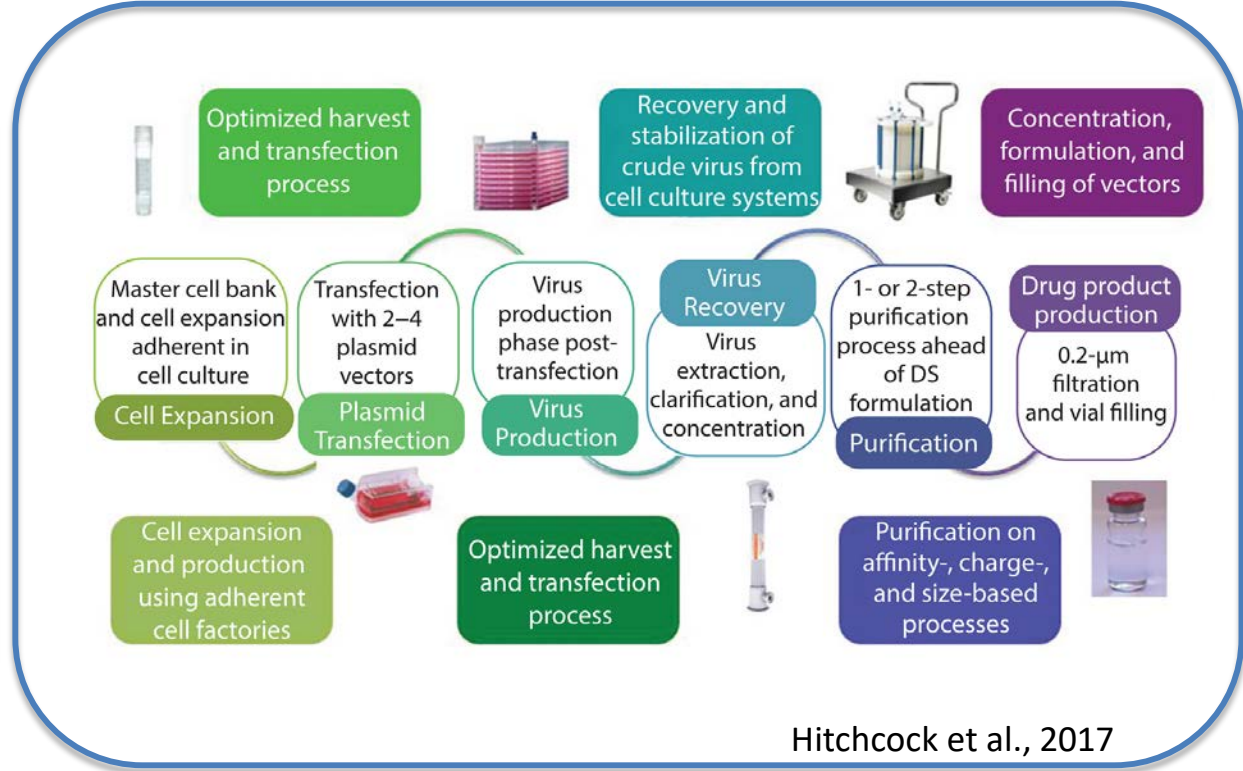 Optimized harvest
and transfection
process
Recovery and
stabilization of
crude virus from
cell culture systems
Concentration,
formulation, and
filling of vectors
Master cell bank
and cell expansion
adherent in
cell culture
Cell Expansion
Transfection
with 2–4
plasmid
vectors
Plasmid
Transfection
Virus
production
phase post-
transfection
Virus
Production
Virus
Recovery
Virus
extraction,
clarification, and
concentration
1- or 2-step
purification
process ahead
of DS
formulation
Purification
Drug product
production
0.2-μm
filtration
and vial filling
Cell expansion
and production
using adherent
cell factories
Optimized harvest
and transfection
process
Purification on
affinity-, charge-,
and size-based
processes
Hitchcock et al., 2017